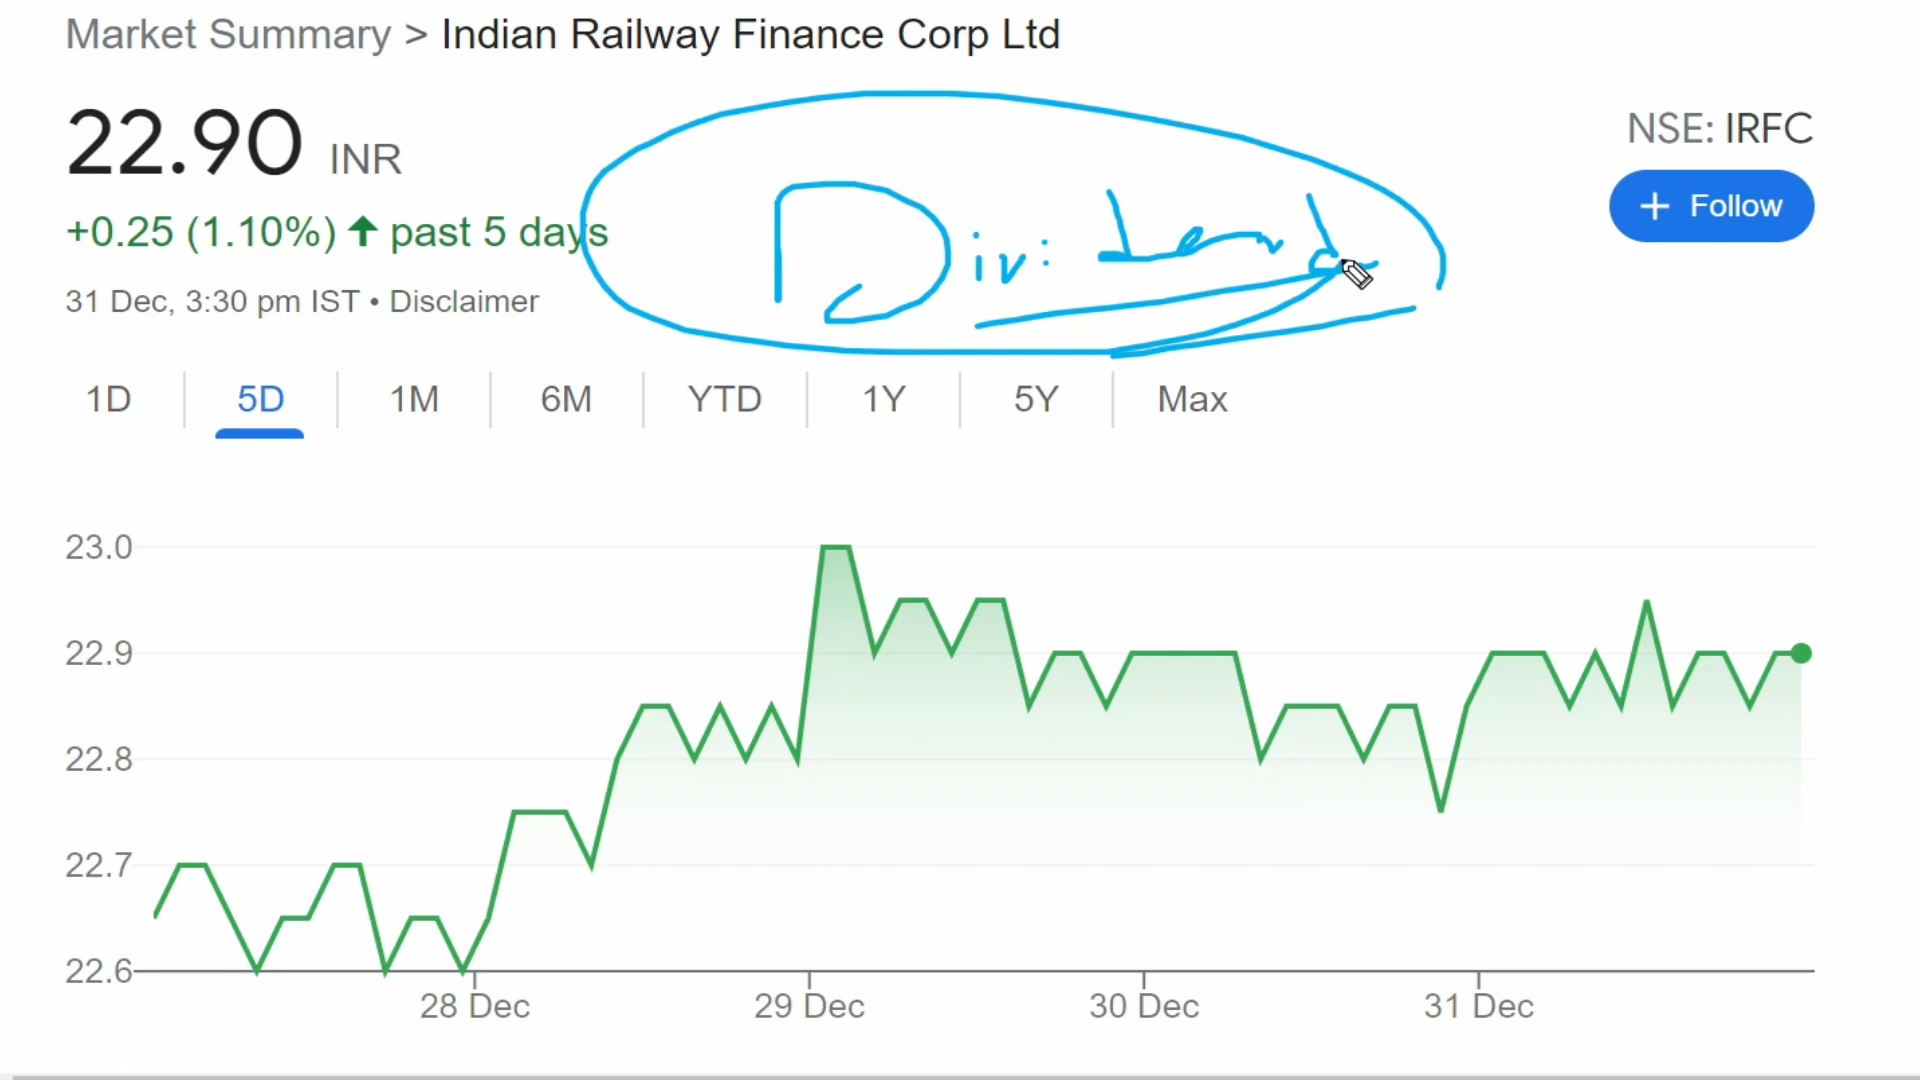 Market Summary > Indian Railway Finance Corp Ltd
22.90 INR
+0.25 (1.10%) ↑ past 5 days
31 Dec, 3:30 pm IST • Disclaimer
Dividend
NSE: IRFC
+ Follow
1D 5D 1M 6M YTD 1Y 5Y Max
23.0
22.9
22.8
22.7
22.6
28 Dec 29 Dec 30 Dec 31 Dec